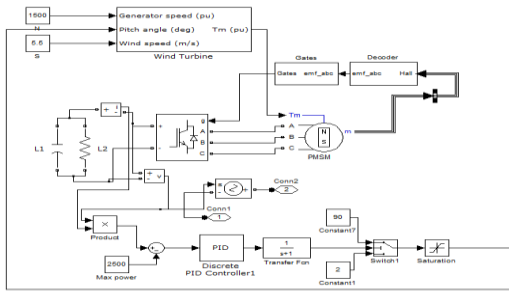 1500
N
5.5
S
Generator speed (pu)
Pitch angle (deg) Tm (pu)
Wind speed (m/s)
Wind Turbine
Gates
Gates emf_abc
Decoder
emf_abc Hall
+ i -
L1
L2
+
-
g
A
B
C
Tm
A
B
C
N
S
m
PMSM
+ v -
Conn2
2
Conn1
1
×
Product
2500
Max power
PID
Discrete
PID Controller1
1
s+1
Transfer Fcn
90
Constant7
2
Constant1
Switch1
Saturation